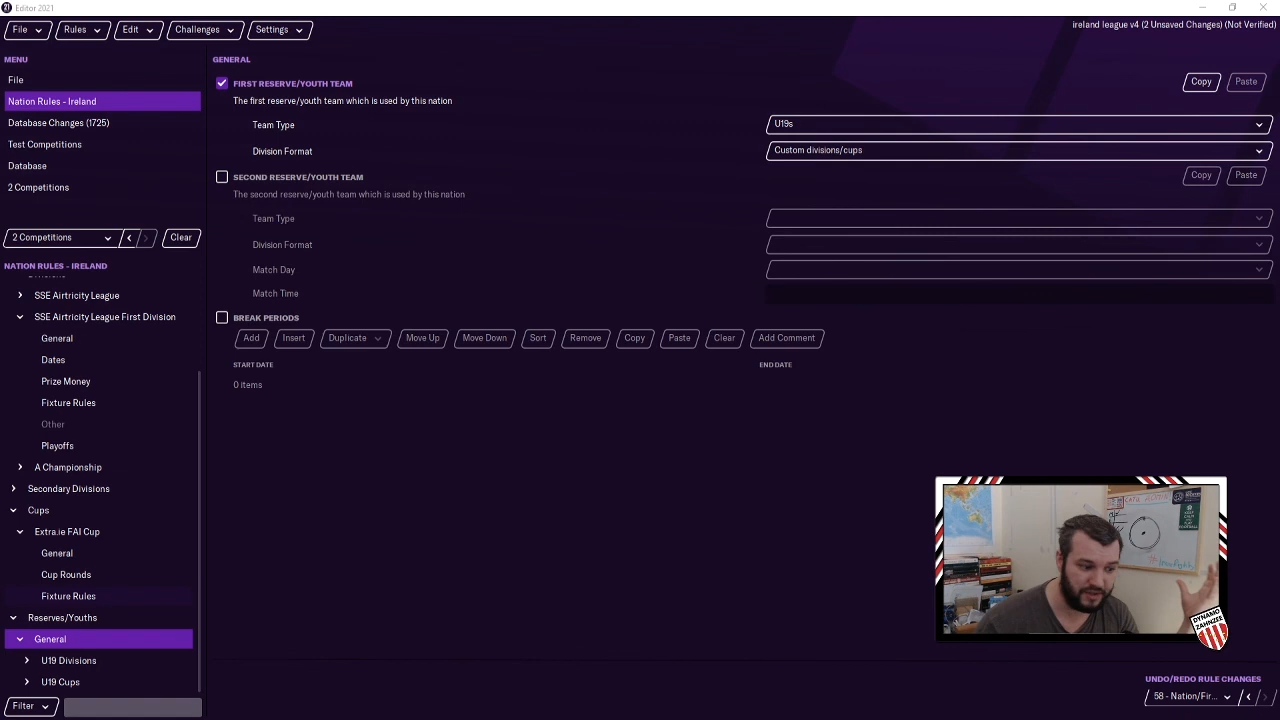 Editor 2021
File
Rules
Edit
Challenges
Settings
ireland league v4 (2 Unsaved Changes) (Not Verified)
MENU
File
Nation Rules - Ireland
Database Changes (1725)
Test Competitions
Database
2 Competitions
2 Competitions
Clear
NATION RULES - IRELAND
SSE Airtricity League
SSE Airtricity League First Division
General
Dates
Prize Money
Fixture Rules
Other
Playoffs
A Championship
Secondary Divisions
Cups
Extra.ie FAI Cup
General
Cup Rounds
Fixture Rules
Reserves/Youths
General
U19 Divisions
U19 Cups
Filter
GENERAL
FIRST RESERVE/YOUTH TEAM
Copy
Paste
The first reserve/youth team which is used by this nation
Team Type
U19s
Division Format
Custom divisions/cups
SECOND RESERVE/YOUTH TEAM
Copy
Paste
The second reserve/youth team which is used by this nation
Team Type
Division Format
Match Day
Match Time
BREAK PERIODS
Add
Insert
Duplicate
Move Up
Move Down
Sort
Remove
Copy
Paste
Clear
Add Comment
START DATE
END DATE
0 items
DYNAMO
ZAHNZEE
UNDO/REDO RULE CHANGES
58 - Nation/Fir...